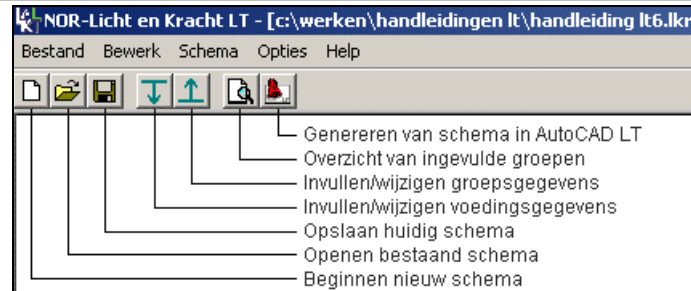 NOR-Licht en Kracht LT - [c:\werken\handleidingen lt\handleiding lt6.lkr
Bestand Bewerk Schema Opties Help
Genereren van schema in AutoCAD LT
Overzicht van ingevulde groepen
Invullen/wijzigen groepsgegevens
Invullen/wijzigen voedingsgegevens
Opslaan huidig schema
Openen bestaand schema
Beginnen nieuw schema